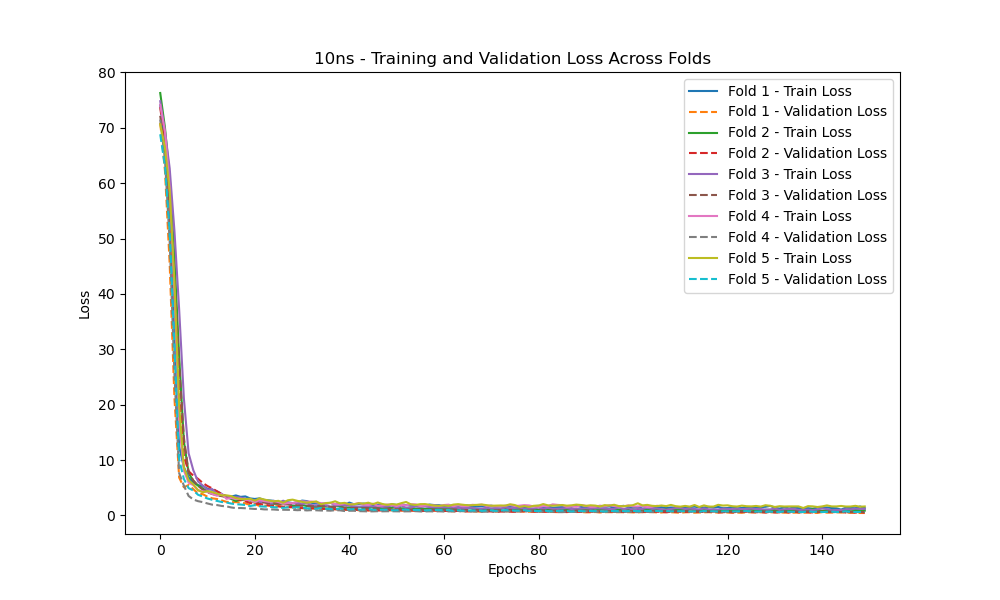 10ns - Training and Validation Loss Across Folds
80
70
60
50
40
30
20
10
0
Loss
0 20 40 60 80 100 120 140
Epochs
Fold 1 - Train Loss
Fold 1 - Validation Loss
Fold 2 - Train Loss
Fold 2 - Validation Loss
Fold 3 - Train Loss
Fold 3 - Validation Loss
Fold 4 - Train Loss
Fold 4 - Validation Loss
Fold 5 - Train Loss
Fold 5 - Validation Loss